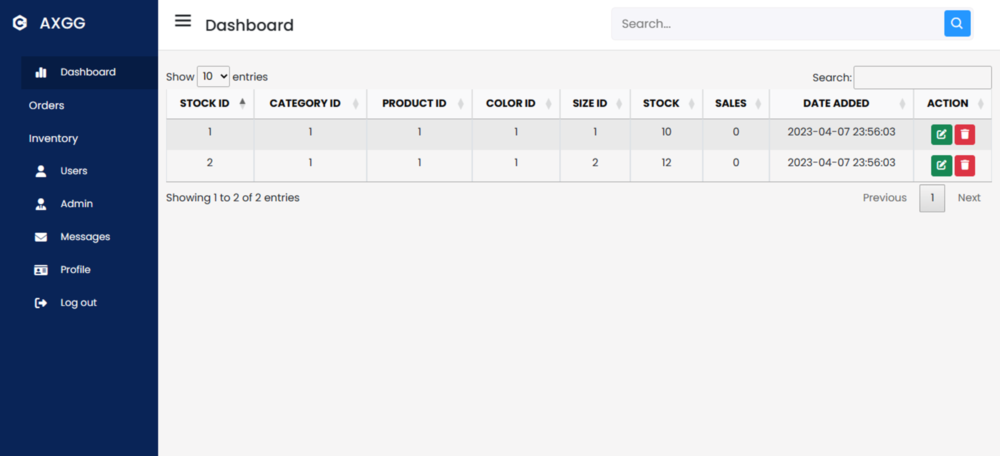 AXGG
Dashboard
Search...
Dashboard
Orders
Inventory
Users
Admin
Messages
Profile
Log out
Show 10 entries
Search:
STOCK ID CATEGORY ID PRODUCT ID COLOR ID SIZE ID STOCK SALES DATE ADDED ACTION
1 1 1 1 1 10 0 2023-04-07 23:56:03
2 1 1 1 2 12 0 2023-04-07 23:56:03
Showing 1 to 2 of 2 entries
Previous 1 Next